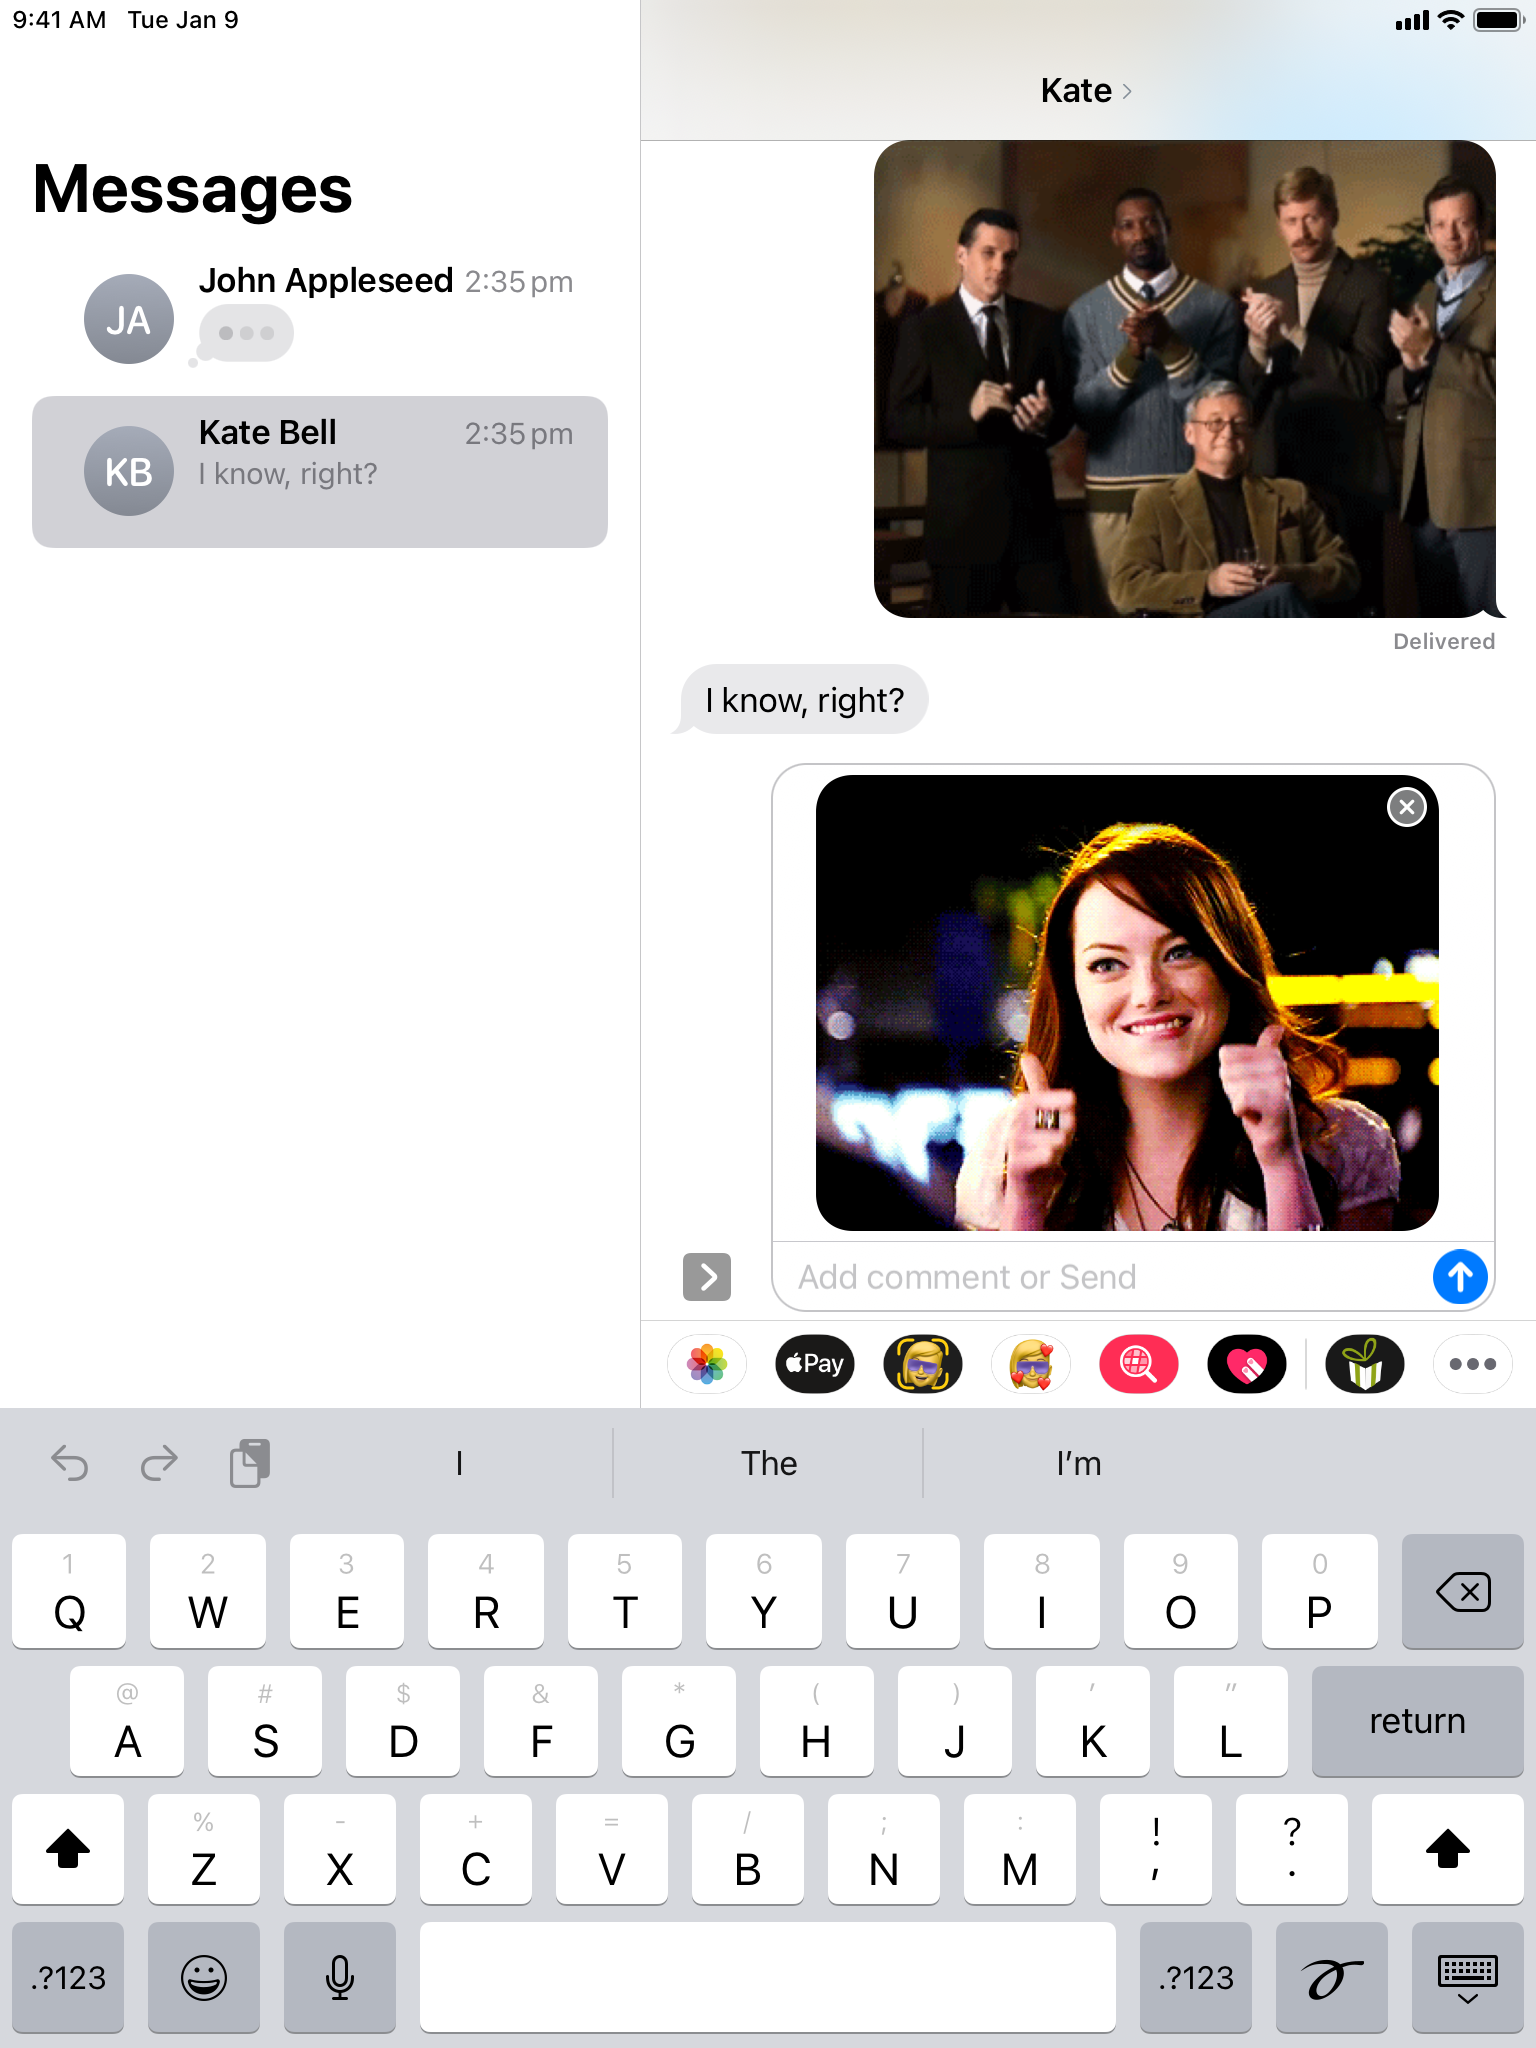 9:41 AM Tue Jan 9
Messages
JA
John Appleseed 2:35 pm
KB
Kate Bell 2:35 pm
I know, right?
Kate
Delivered
I know, right?
Add comment or Send
Pay
I The I’m
1 2 3 4 5 6 7 8 9 0
Q W E R T Y U I O P
@ # $ & * ( ) ' "
A S D F G H J K L return
% - + = / ; : ! ?
Z X C V B N M , .
.?123 .?123